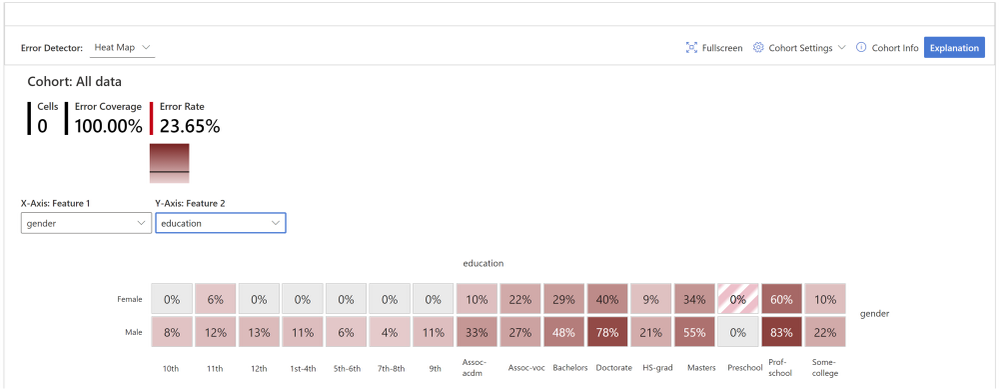 Error Detector: Heat Map Fullscreen Cohort Settings Cohort Info Explanation
Cohort: All data
Cells Error Coverage Error Rate
0 100.00% 23.65%
X-Axis: Feature 1 Y-Axis: Feature 2
gender education
education
Female 0% 6% 0% 0% 0% 0% 0% 10% 22% 29% 40% 9% 34% 0% 60% 10%
gender
Male 8% 12% 13% 11% 6% 4% 11% 33% 27% 48% 78% 21% 55% 0% 83% 22%
10th 11th 12th 1st-4th 5th-6th 7th-8th 9th Assoc-acdm Assoc-voc Bachelors Doctorate HS-grad Masters Preschool Prof-school Some-college